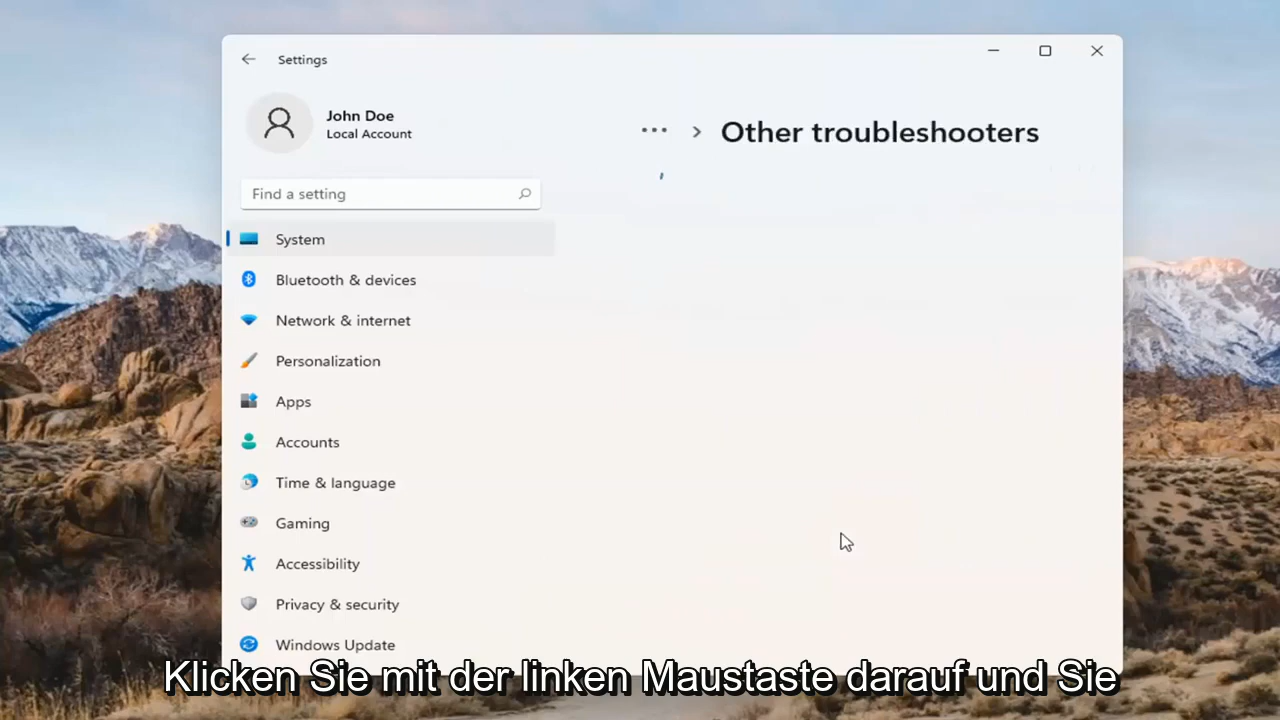 Settings
John Doe
Local Account
Other troubleshooters
Find a setting
System
Bluetooth & devices
Network & internet
Personalization
Apps
Accounts
Time & language
Gaming
Accessibility
Privacy & security
Windows Update
Klicken Sie mit der linken Maustaste darauf und Sie